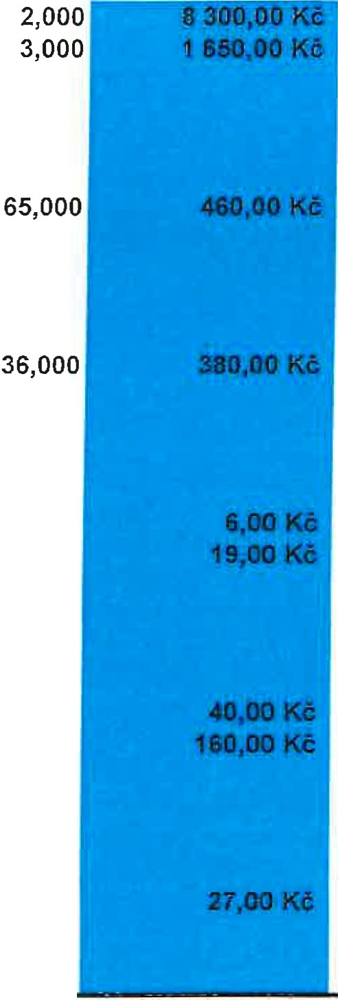 2,000 8 300,00 Kč
3,000 1 650,00 Kč
65,000 460,00 Kč
36,000 380,00 Kč
6,00 Kč
19,00 Kč
40,00 Kč
160,00 Kč
27,00 Kč